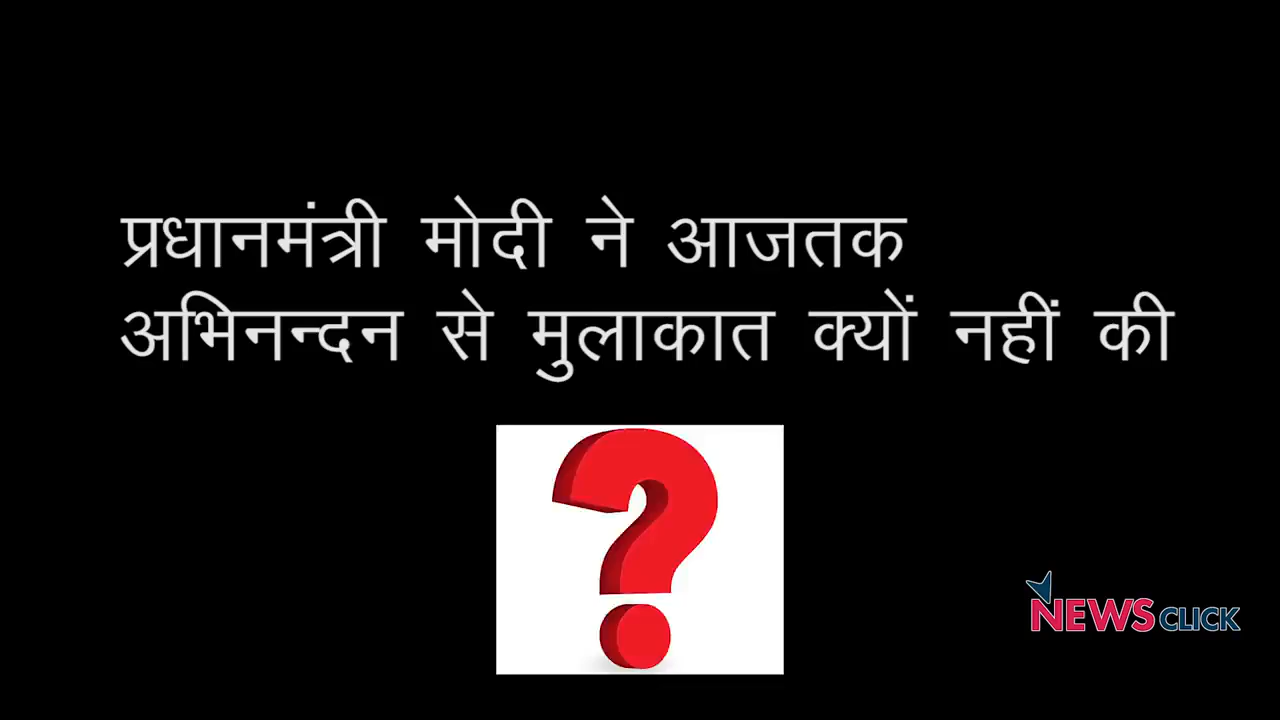 प्रधानमंत्री मोदी ने आजतक
अभिनन्दन से मुलाकात क्यों नहीं की
?
NEWSCLICK